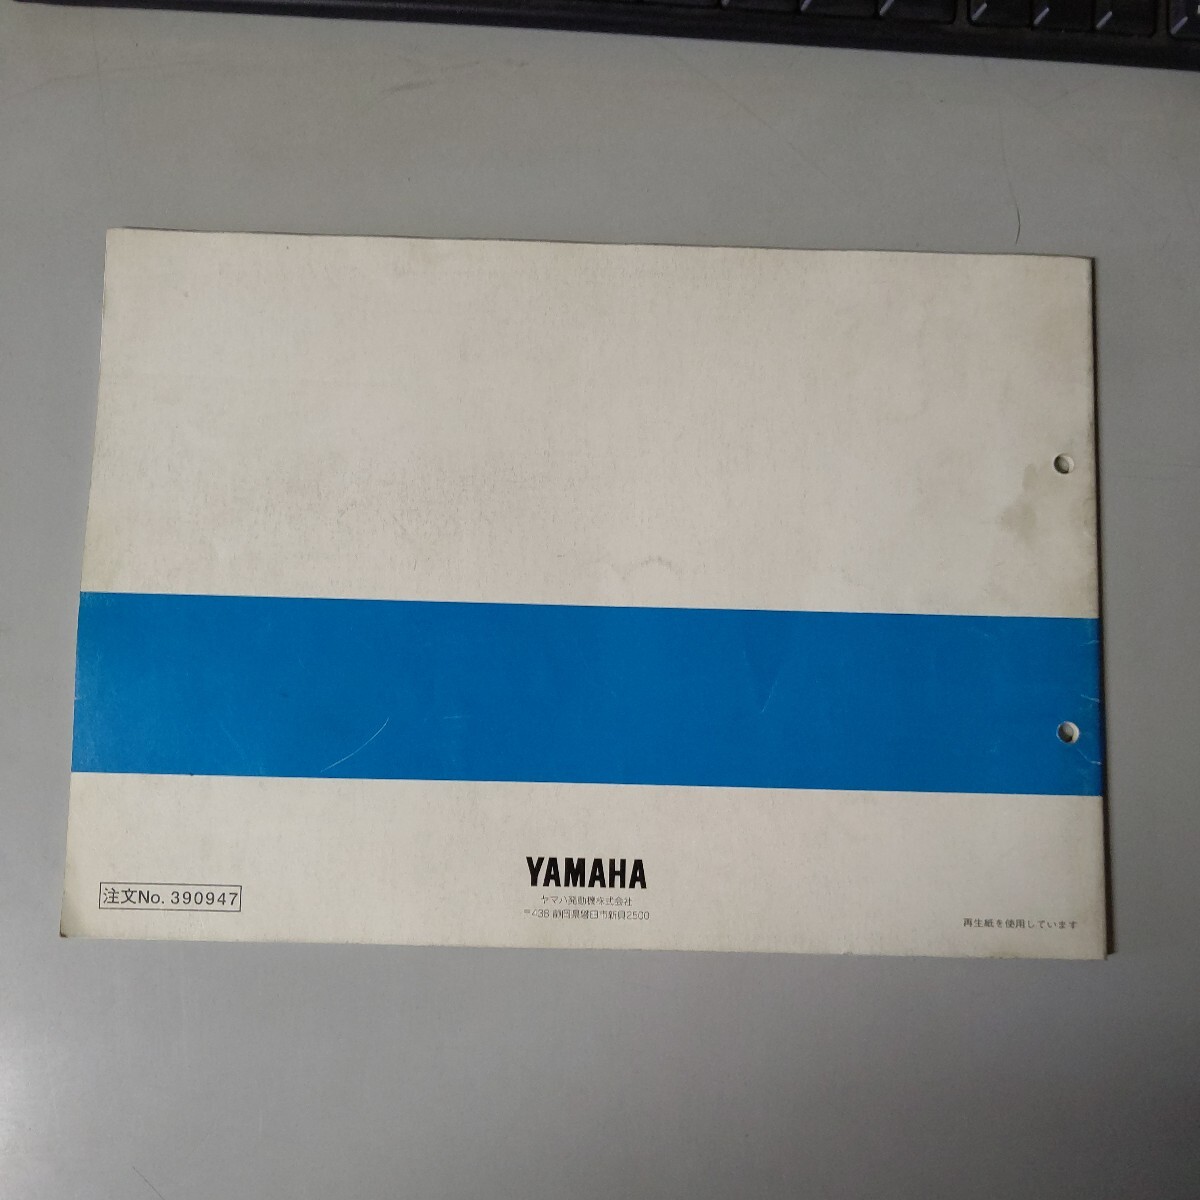 YAMAHA
ヤマハ発動機株式会社
〒438 静岡県磐田市新貝2500
注文No. 390947
再生紙を使用しています